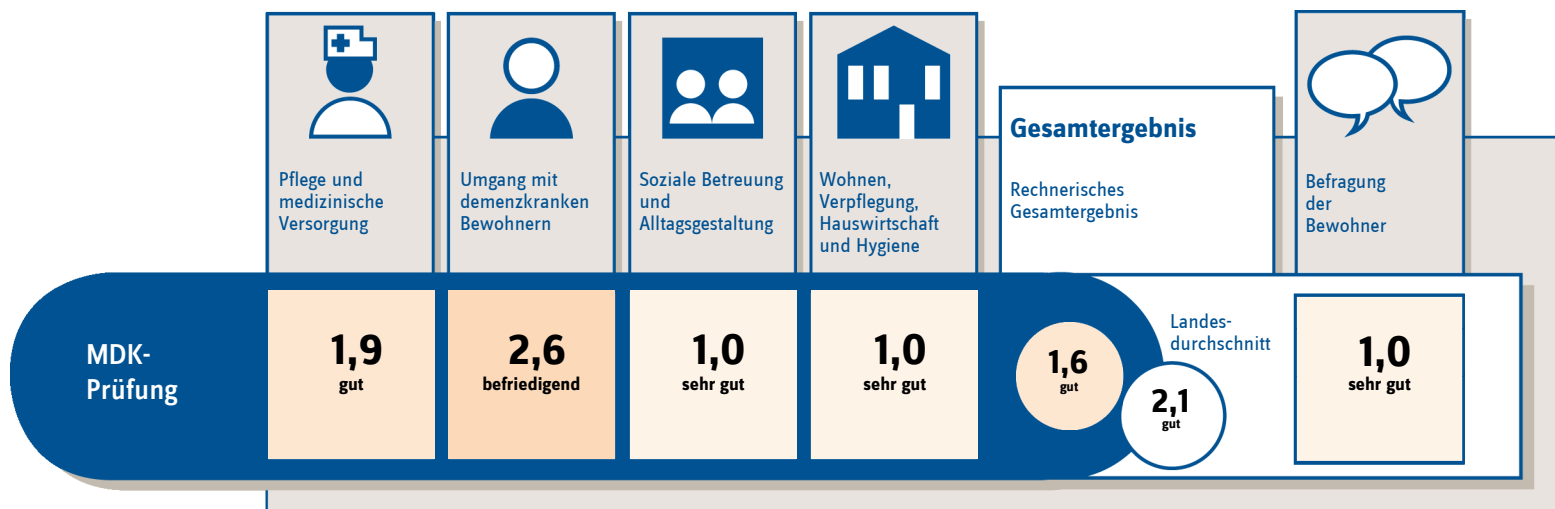 Pflege und
medizinische
Versorgung
Umgang mit
demenzkranken
Bewohnern
Soziale Betreuung
und
Alltagsgestaltung
Wohnen,
Verpflegung,
Hauswirtschaft
und Hygiene
Gesamtergebnis
Rechnerisches
Gesamtergebnis
Befragung
der
Bewohner
MDK-
Prüfung
1,9
gut
2,6
befriedigend
1,0
sehr gut
1,0
sehr gut
1,6
gut
Landes-
durchschnitt
2,1
gut
1,0
sehr gut